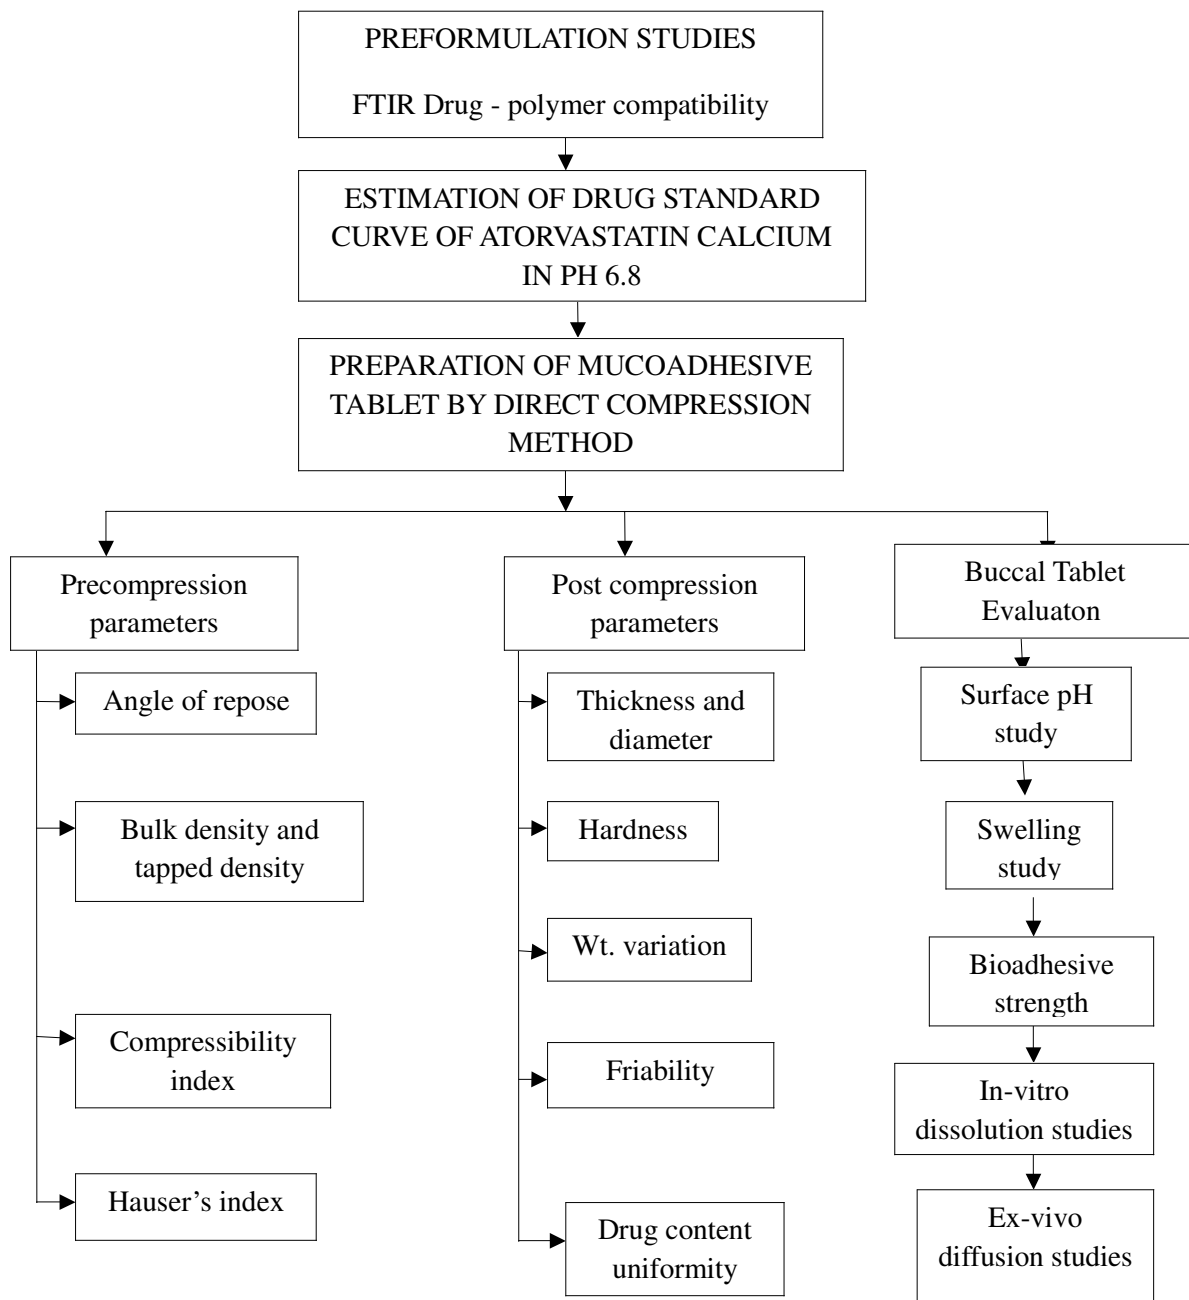 PREFORMULATION STUDIES
FTIR Drug - polymer compatibility
ESTIMATION OF DRUG STANDARD
CURVE OF ATORVASTATIN CALCIUM
IN PH 6.8
PREPARATION OF MUCOADHESIVE
TABLET BY DIRECT COMPRESSION
METHOD
Precompression
parameters
Angle of repose
Bulk density and
tapped density
Compressibility
index
Hauser’s index
Post compression
parameters
Thickness and
diameter
Hardness
Wt. variation
Friability
Drug content
uniformity
Buccal Tablet
Evaluaton
Surface pH
study
Swelling
study
Bioadhesive
strength
In-vitro
dissolution studies
Ex-vivo
diffusion studies